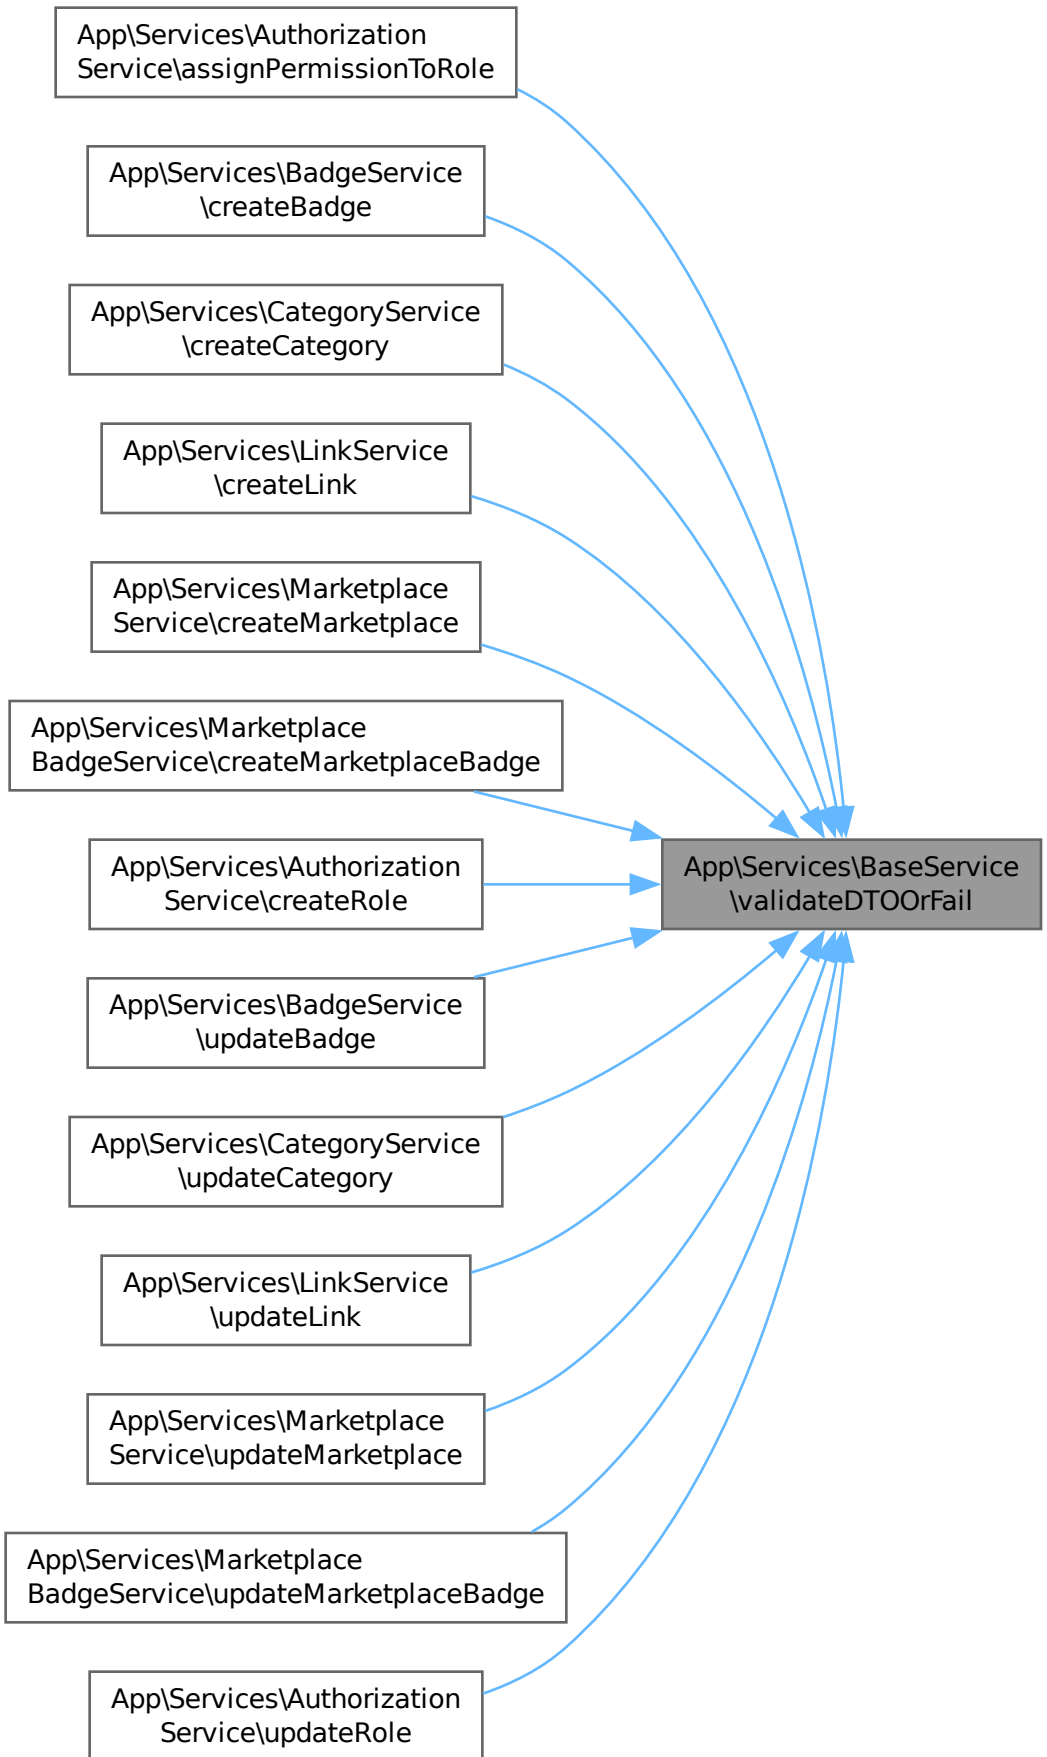 App\Services\Authorization
Service\assignPermissionToRole
App\Services\BadgeService
\createBadge
App\Services\CategoryService
\createCategory
App\Services\LinkService
\createLink
App\Services\Marketplace
Service\createMarketplace
App\Services\Marketplace
BadgeService\createMarketplaceBadge
App\Services\Authorization
Service\createRole
App\Services\BaseService
\validateDTOOrFail
App\Services\BadgeService
\updateBadge
App\Services\CategoryService
\updateCategory
App\Services\LinkService
\updateLink
App\Services\Marketplace
Service\updateMarketplace
App\Services\Marketplace
BadgeService\updateMarketplaceBadge
App\Services\Authorization
Service\updateRole